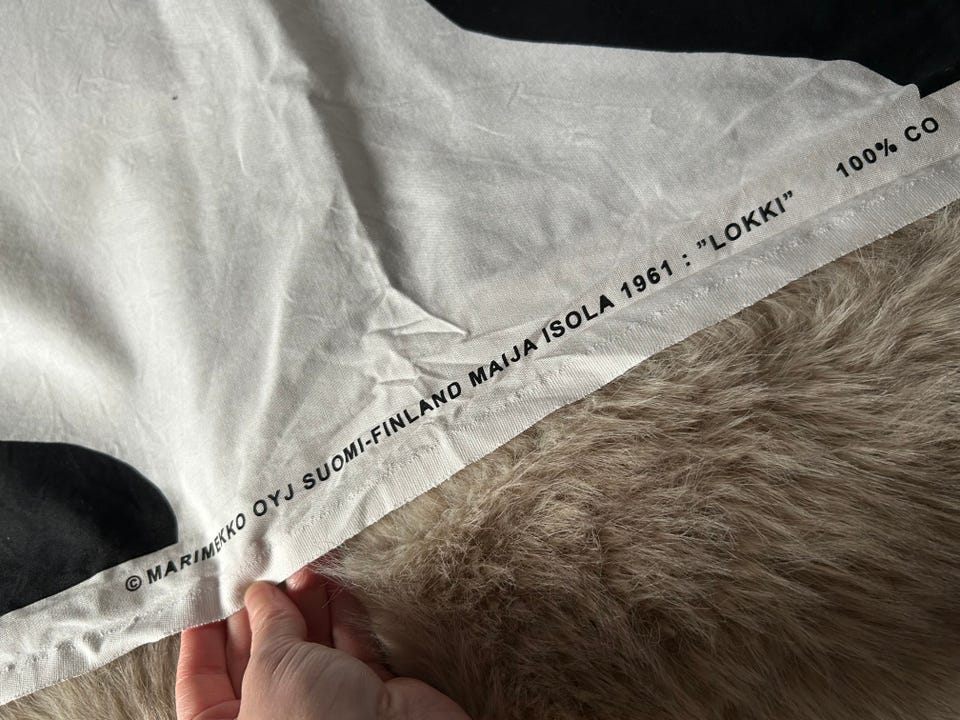 © MARIMEKKO OYJ SUOMI-FINLAND MAIJA ISOLA 1961 : ”LOKKI” 100% CO